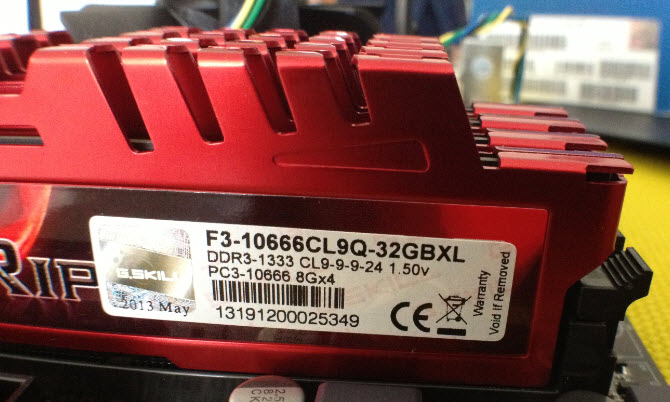 F3-10666CL9Q-32GBXL
DDR3-1333 CL9-9-9-24 1.50v
PC3-10666 8Gx4
13191200025349
G.SKILL
2013 May
CE
Warranty
Void If Removed
RIP